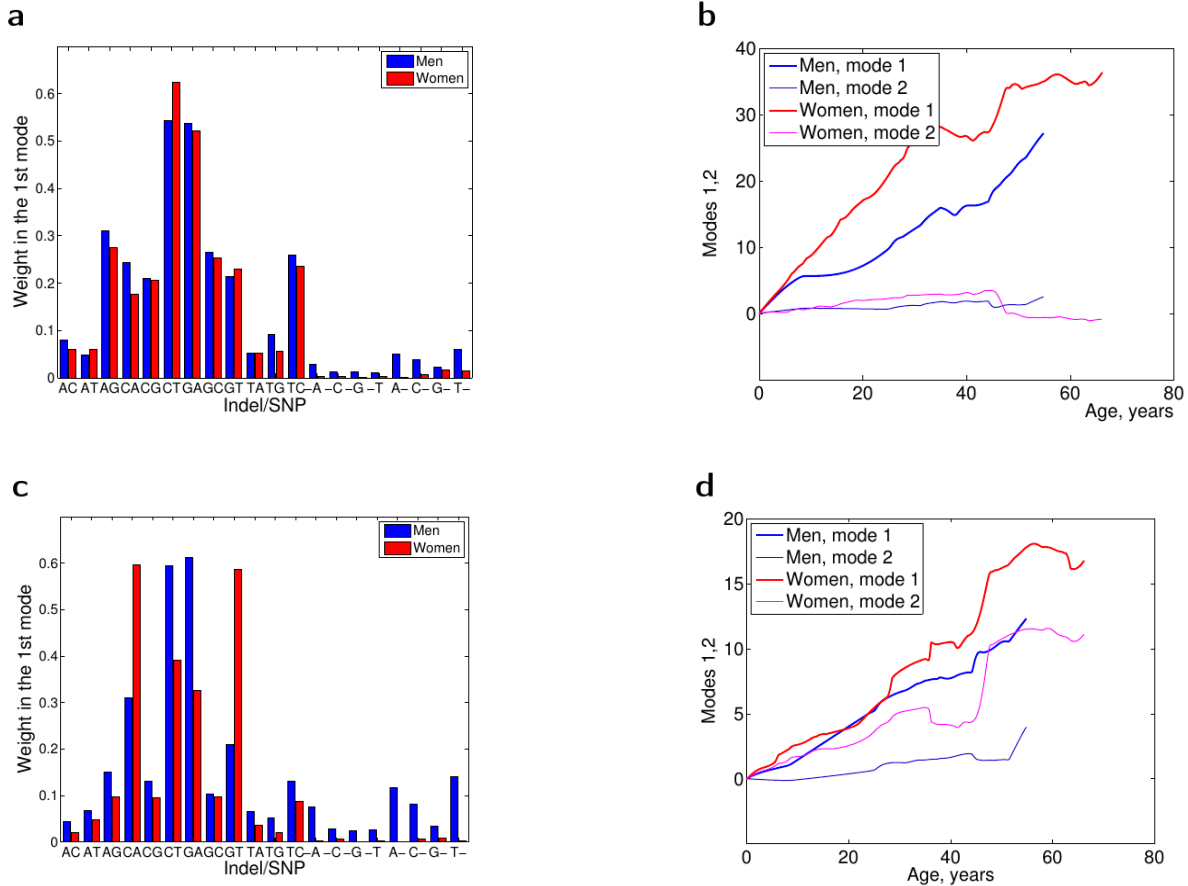 a
Weight in the 1st mode
0.6
0.5
0.4
0.3
0.2
0.1
0
Men
Women
AC AT AG CA CG CT GA GC GT TA TG TC –A –C –G –T A– C– G– T–
Indel/SNP
b
Modes 1,2
40
30
20
10
0
Men, mode 1
Men, mode 2
Women, mode 1
Women, mode 2
0 20 40 60 80
Age, years
c
Weight in the 1st mode
0.6
0.5
0.4
0.3
0.2
0.1
0
Men
Women
AC AT AG CA CG CT GA GC GT TA TG TC –A –C –G –T A– C– G– T–
Indel/SNP
d
Modes 1,2
20
15
10
5
0
Men, mode 1
Men, mode 2
Women, mode 1
Women, mode 2
0 20 40 60 80
Age, years